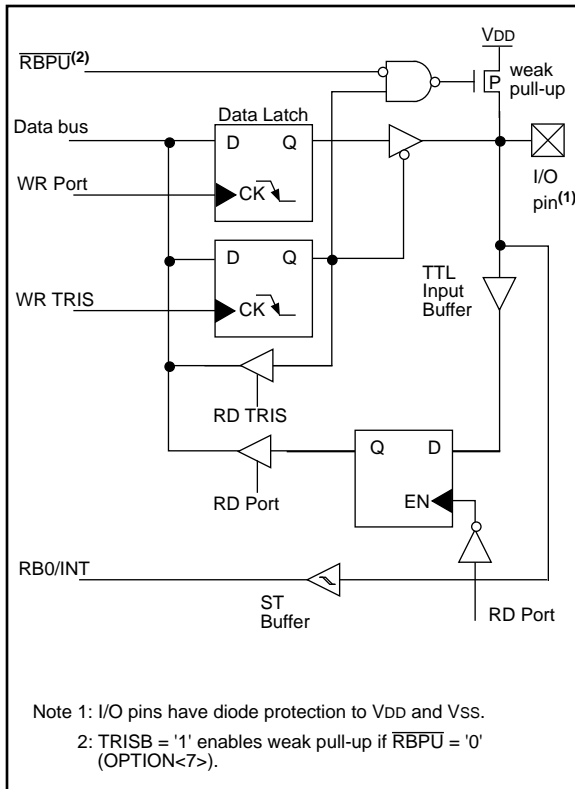 VDD
RBPU(2)
P
weak
pull-up
Data Latch
Data bus
D Q
WR Port
CK
I/O
pin(1)
D Q
TTL
Input
Buffer
WR TRIS
CK
RD TRIS
Q D
RD Port
EN
RB0/INT
ST
Buffer
RD Port
Note 1: I/O pins have diode protection to VDD and VSS.
2: TRISB = '1' enables weak pull-up if RBPU = '0'
(OPTION<7>).